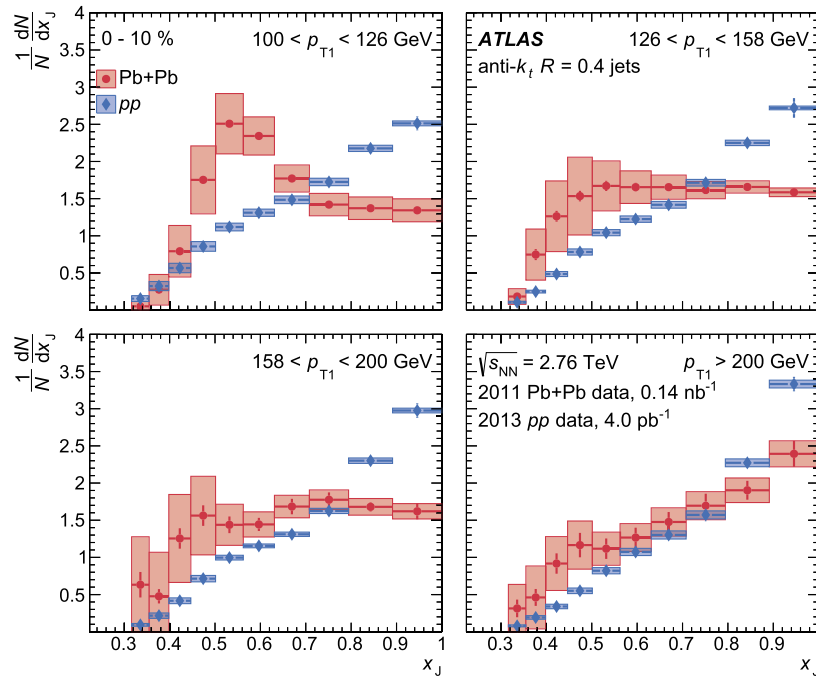 1/N dN/dx_J
4
3.5
3
2.5
2
1.5
1
0.5
0 - 10 %
100 < p_T1 < 126 GeV
Pb+Pb
pp
ATLAS
126 < p_T1 < 158 GeV
anti-k_t R = 0.4 jets
1/N dN/dx_J
4
3.5
3
2.5
2
1.5
1
0.5
158 < p_T1 < 200 GeV
0.3 0.4 0.5 0.6 0.7 0.8 0.9 1
x_J
√s_NN = 2.76 TeV
p_T1 > 200 GeV
2011 Pb+Pb data, 0.14 nb⁻¹
2013 pp data, 4.0 pb⁻¹
0.3 0.4 0.5 0.6 0.7 0.8 0.9
x_J